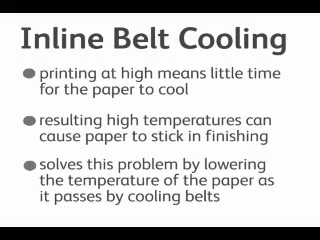 Inline Belt Cooling
printing at high means little time
for the paper to cool
resulting high temperatures can
cause paper to stick in finishing
solves this problem by lowering
the temperature of the paper as
it passes by cooling belts